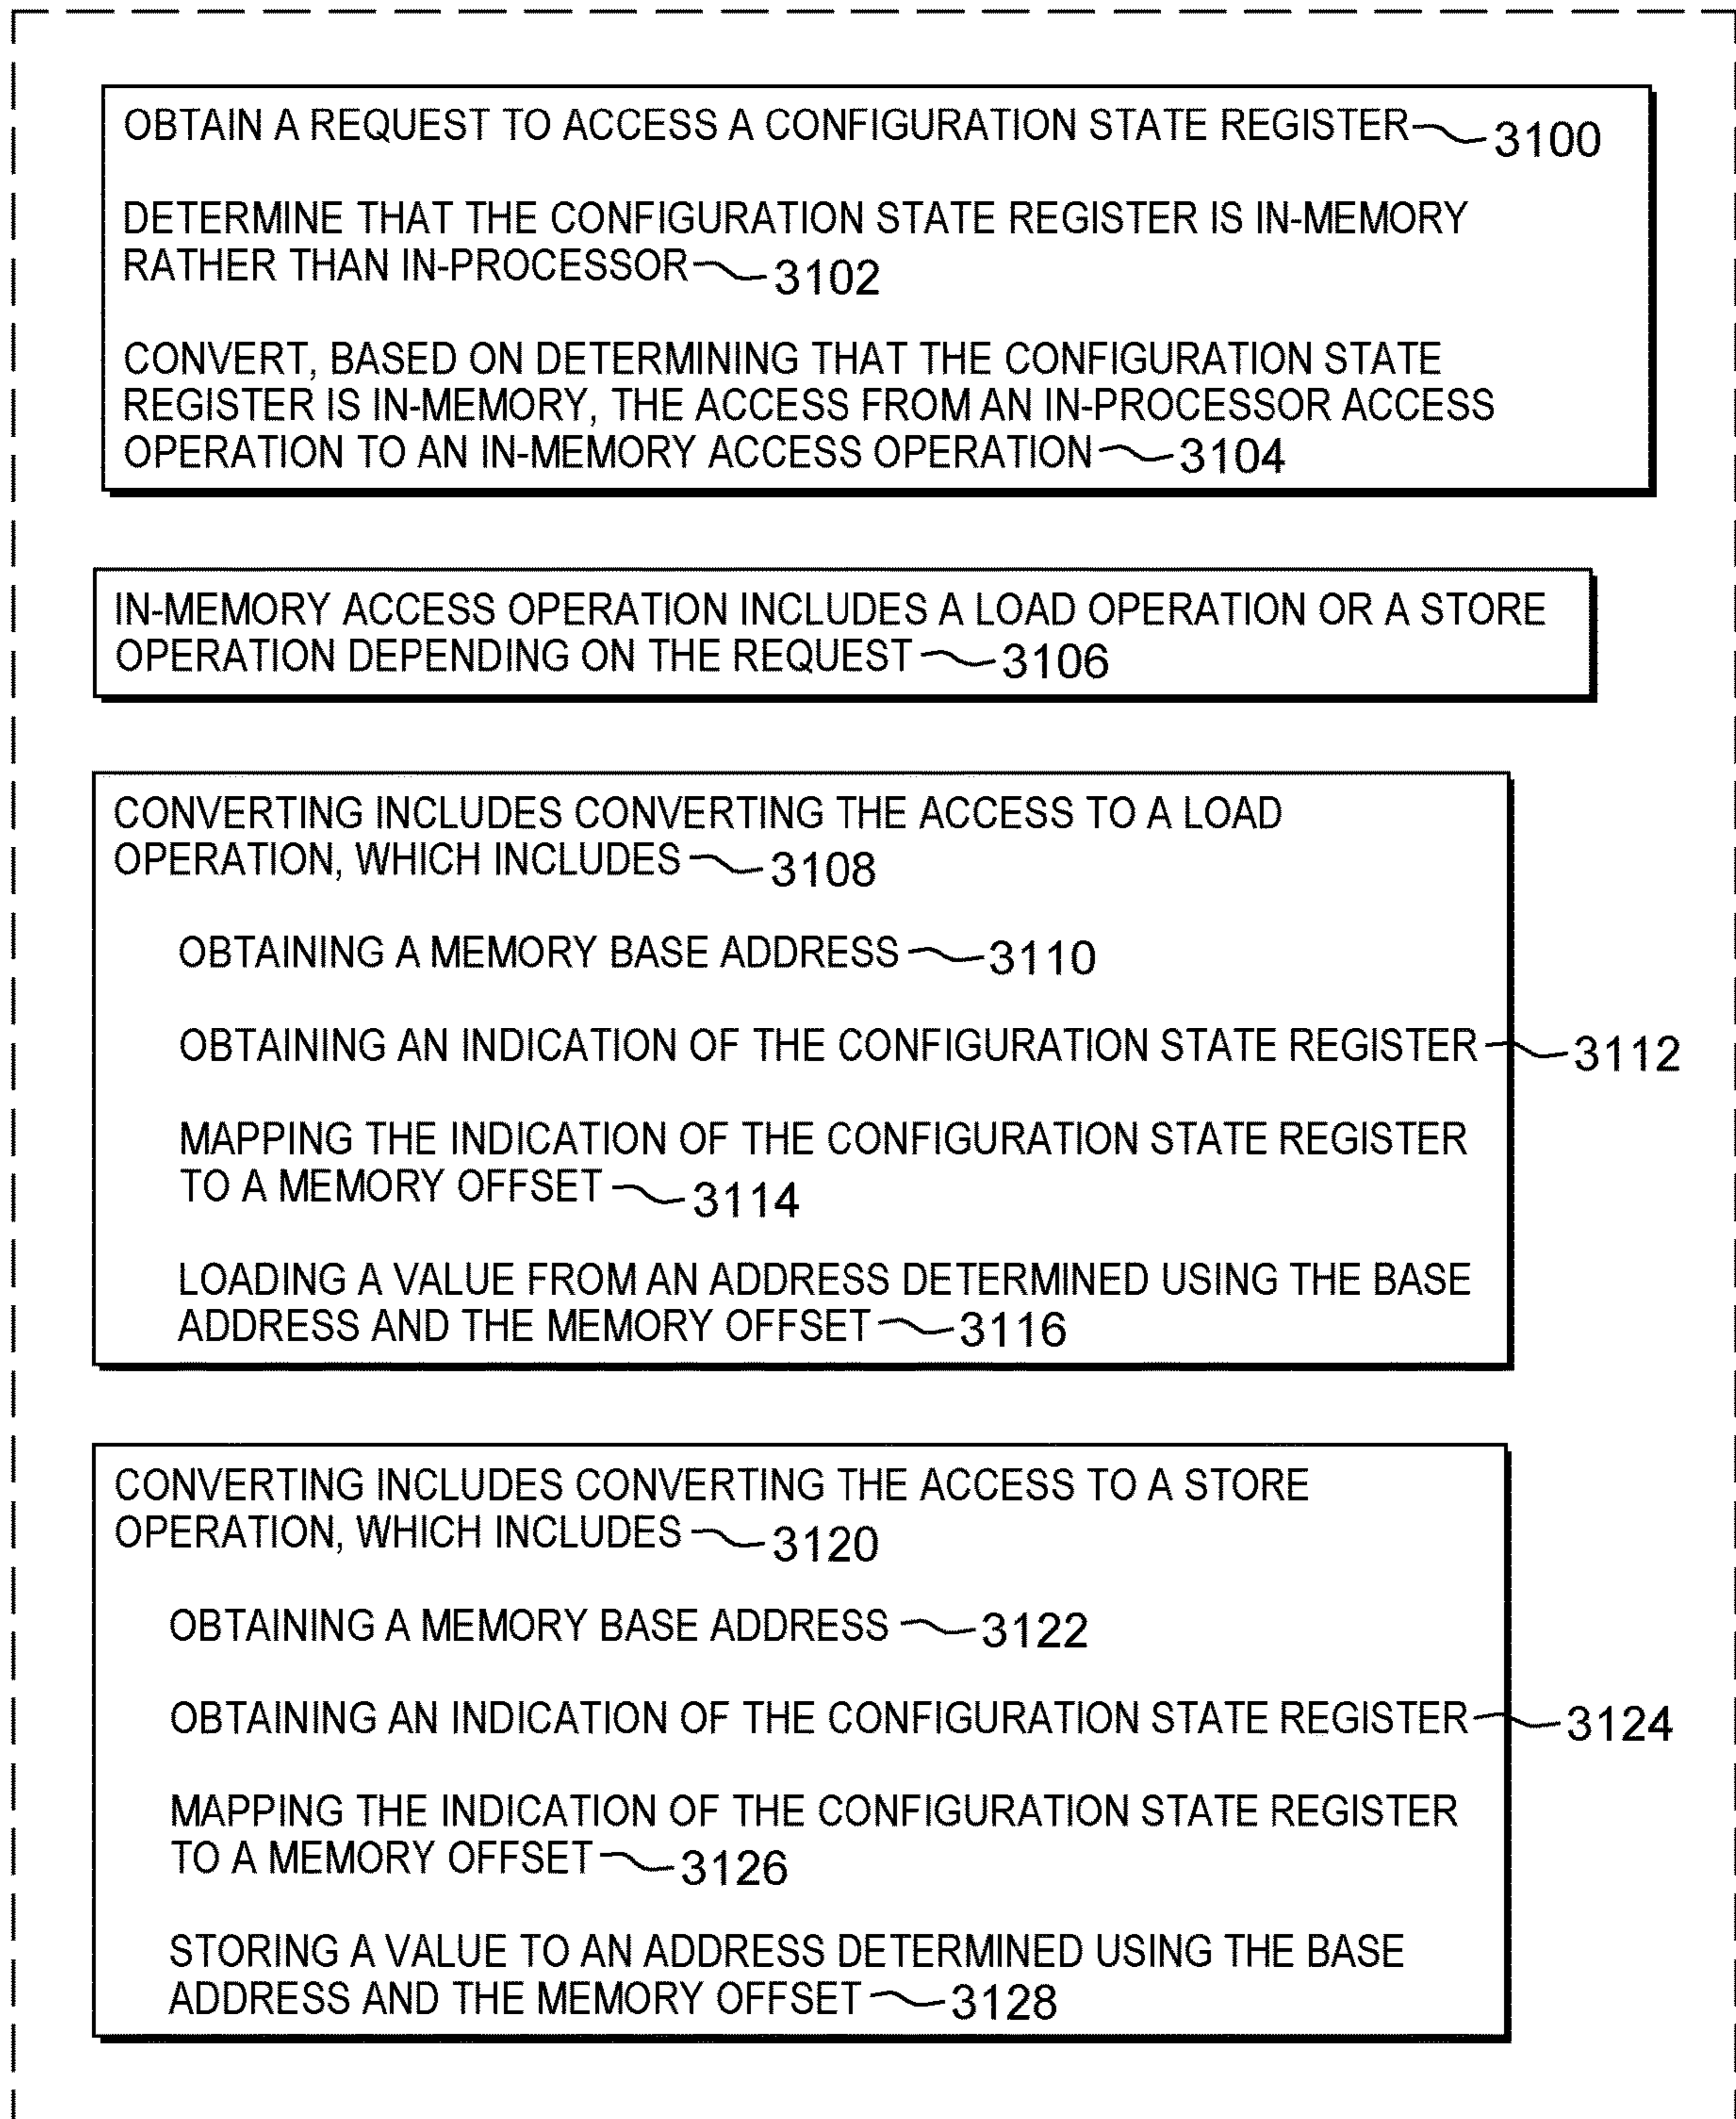 OBTAIN A REQUEST TO ACCESS A CONFIGURATION STATE REGISTER 3100
DETERMINE THAT THE CONFIGURATION STATE REGISTER IS IN-MEMORY
RATHER THAN IN-PROCESSOR 3102
CONVERT, BASED ON DETERMINING THAT THE CONFIGURATION STATE
REGISTER IS IN-MEMORY, THE ACCESS FROM AN IN-PROCESSOR ACCESS
OPERATION TO AN IN-MEMORY ACCESS OPERATION 3104
IN-MEMORY ACCESS OPERATION INCLUDES A LOAD OPERATION OR A STORE
OPERATION DEPENDING ON THE REQUEST 3106
CONVERTING INCLUDES CONVERTING THE ACCESS TO A LOAD
OPERATION, WHICH INCLUDES 3108
OBTAINING A MEMORY BASE ADDRESS 3110
OBTAINING AN INDICATION OF THE CONFIGURATION STATE REGISTER 3112
MAPPING THE INDICATION OF THE CONFIGURATION STATE REGISTER
TO A MEMORY OFFSET 3114
LOADING A VALUE FROM AN ADDRESS DETERMINED USING THE BASE
ADDRESS AND THE MEMORY OFFSET 3116
CONVERTING INCLUDES CONVERTING THE ACCESS TO A STORE
OPERATION, WHICH INCLUDES 3120
OBTAINING A MEMORY BASE ADDRESS 3122
OBTAINING AN INDICATION OF THE CONFIGURATION STATE REGISTER 3124
MAPPING THE INDICATION OF THE CONFIGURATION STATE REGISTER
TO A MEMORY OFFSET 3126
STORING A VALUE TO AN ADDRESS DETERMINED USING THE BASE
ADDRESS AND THE MEMORY OFFSET 3128